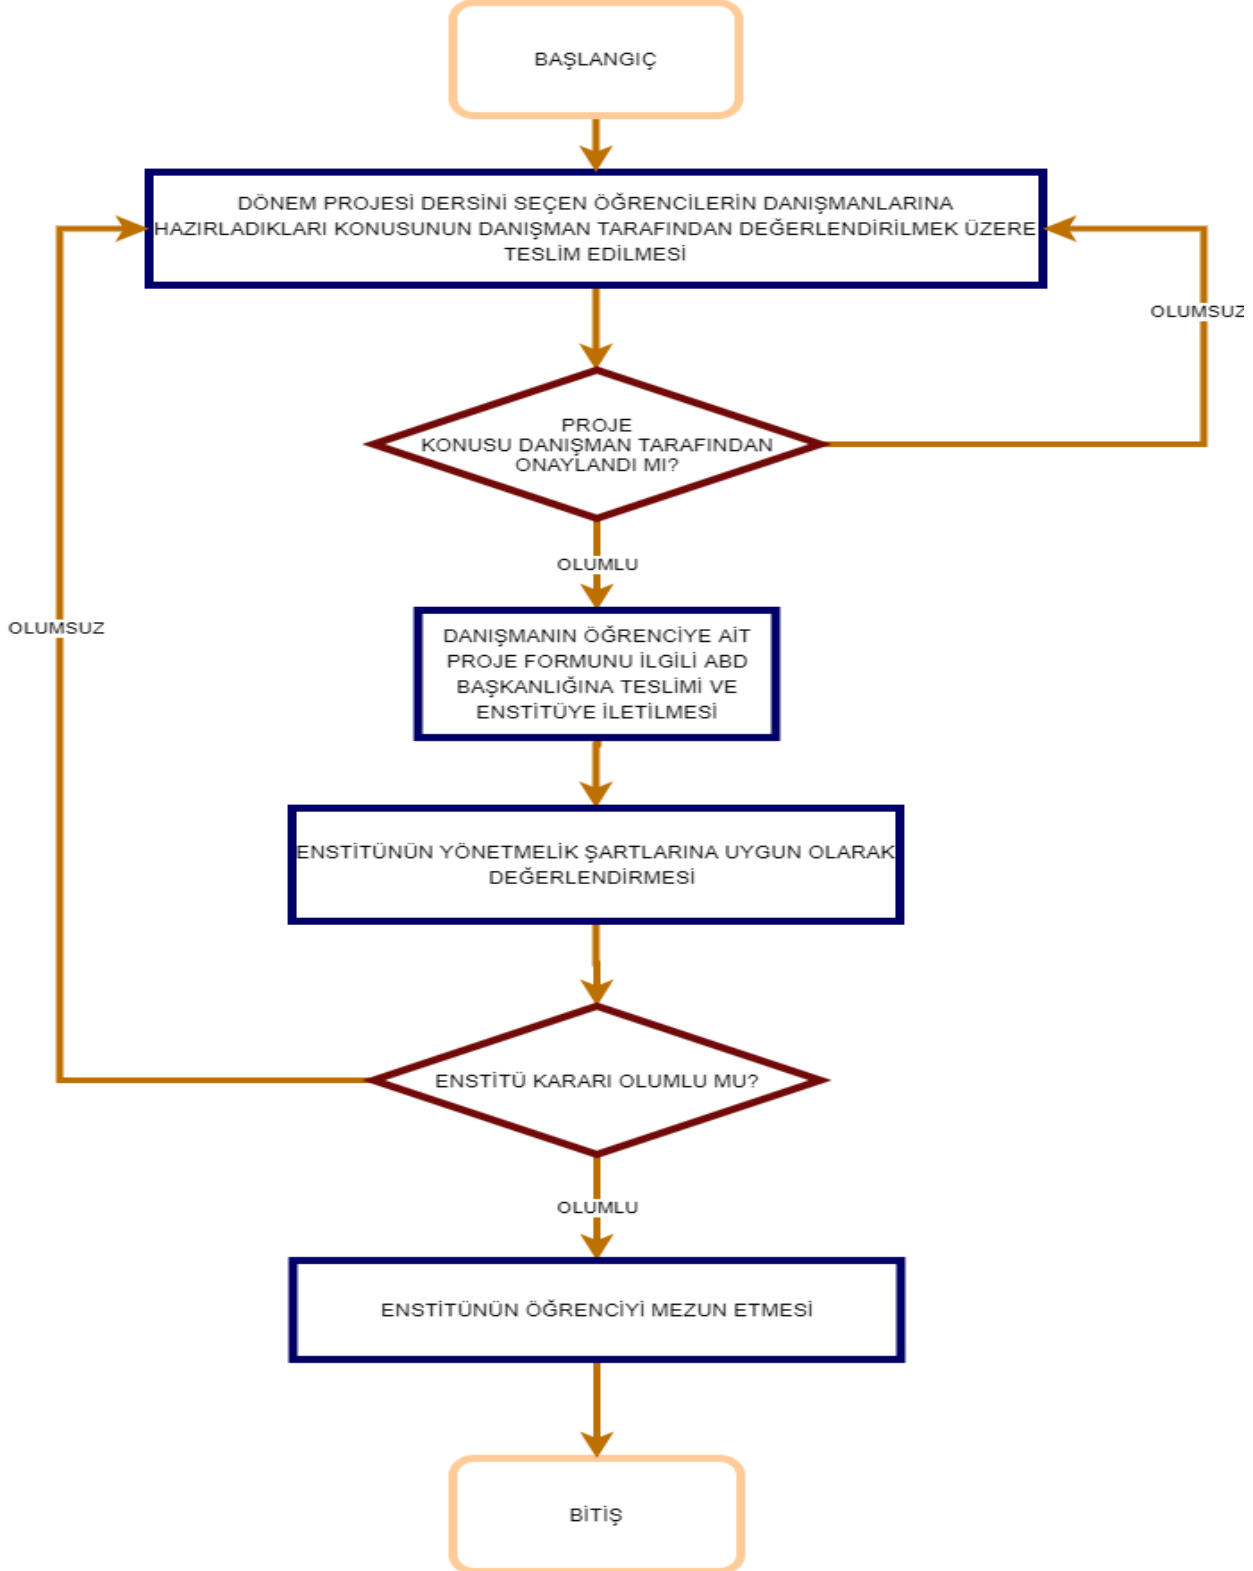 BAŞLANGIÇ
DÖNEM PROJESİ DERSİNİ SEÇEN ÖĞRENCİLERİN DANIŞMANLARINA
HAZIRLADIKLARI KONUSUNUN DANIŞMAN TARAFINDAN DEĞERLENDİRİLMEK ÜZERE
TESLİM EDİLMESİ
OLUMSUZ
PROJE
KONUSU DANIŞMAN TARAFINDAN
ONAYLANDI MI?
OLUMLU
OLUMSUZ
DANIŞMANIN ÖĞRENCİYE AİT
PROJE FORMUNU İLGİLİ ABD
BAŞKANLIĞINA TESLİMİ VE
ENSTİTÜYE İLETİLMESİ
ENSTİTÜNÜN YÖNETMELİK ŞARTLARINA UYGUN OLARAK
DEĞERLENDİRMESİ
ENSTİTÜ KARARI OLUMLU MU?
OLUMLU
ENSTİTÜNÜN ÖĞRENCİYİ MEZUN ETMESİ
BİTİŞ